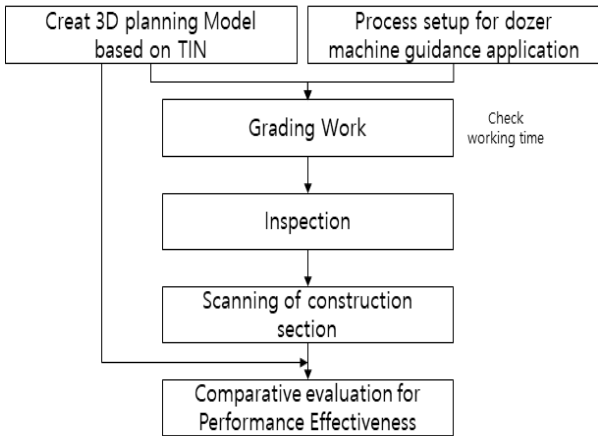 Creat 3D planning Model
based on TIN
Process setup for dozer
machine guidance application
Grading Work
Check
working time
Inspection
Scanning of construction
section
Comparative evaluation for
Performance Effectiveness